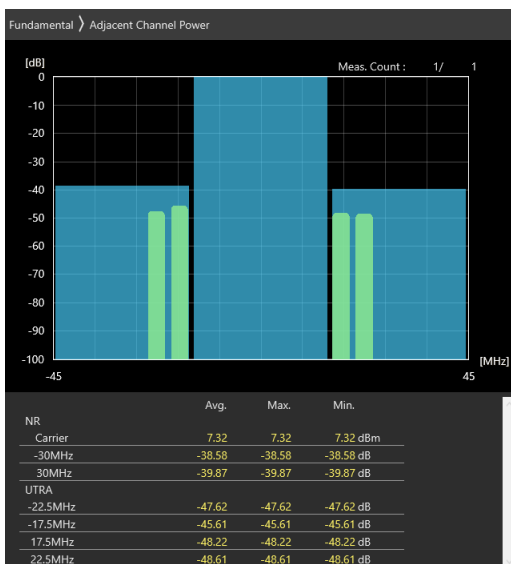 Fundamental 〉 Adjacent Channel Power
[dB]
Meas. Count : 1/ 1
0
-10
-20
-30
-40
-50
-60
-70
-80
-90
-100
[MHz]
-45 45
Avg. Max. Min.
NR
Carrier 7.32 7.32 7.32 dBm
-30MHz -38.58 -38.58 -38.58 dB
30MHz -39.87 -39.87 -39.87 dB
UTRA
-22.5MHz -47.62 -47.62 -47.62 dB
-17.5MHz -45.61 -45.61 -45.61 dB
17.5MHz -48.22 -48.22 -48.22 dB
22.5MHz -48.61 -48.61 -48.61 dB